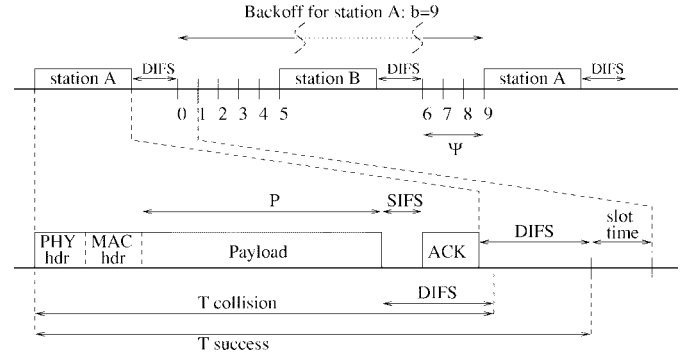 Backoff for station A: b=9
station A DIFS station B DIFS station A DIFS
0 1 2 3 4 5 6 7 8 9
Ψ
P SIFS
slot
time
DIFS
PHY
hdr
MAC
hdr
Payload
ACK
DIFS
T collision
T success